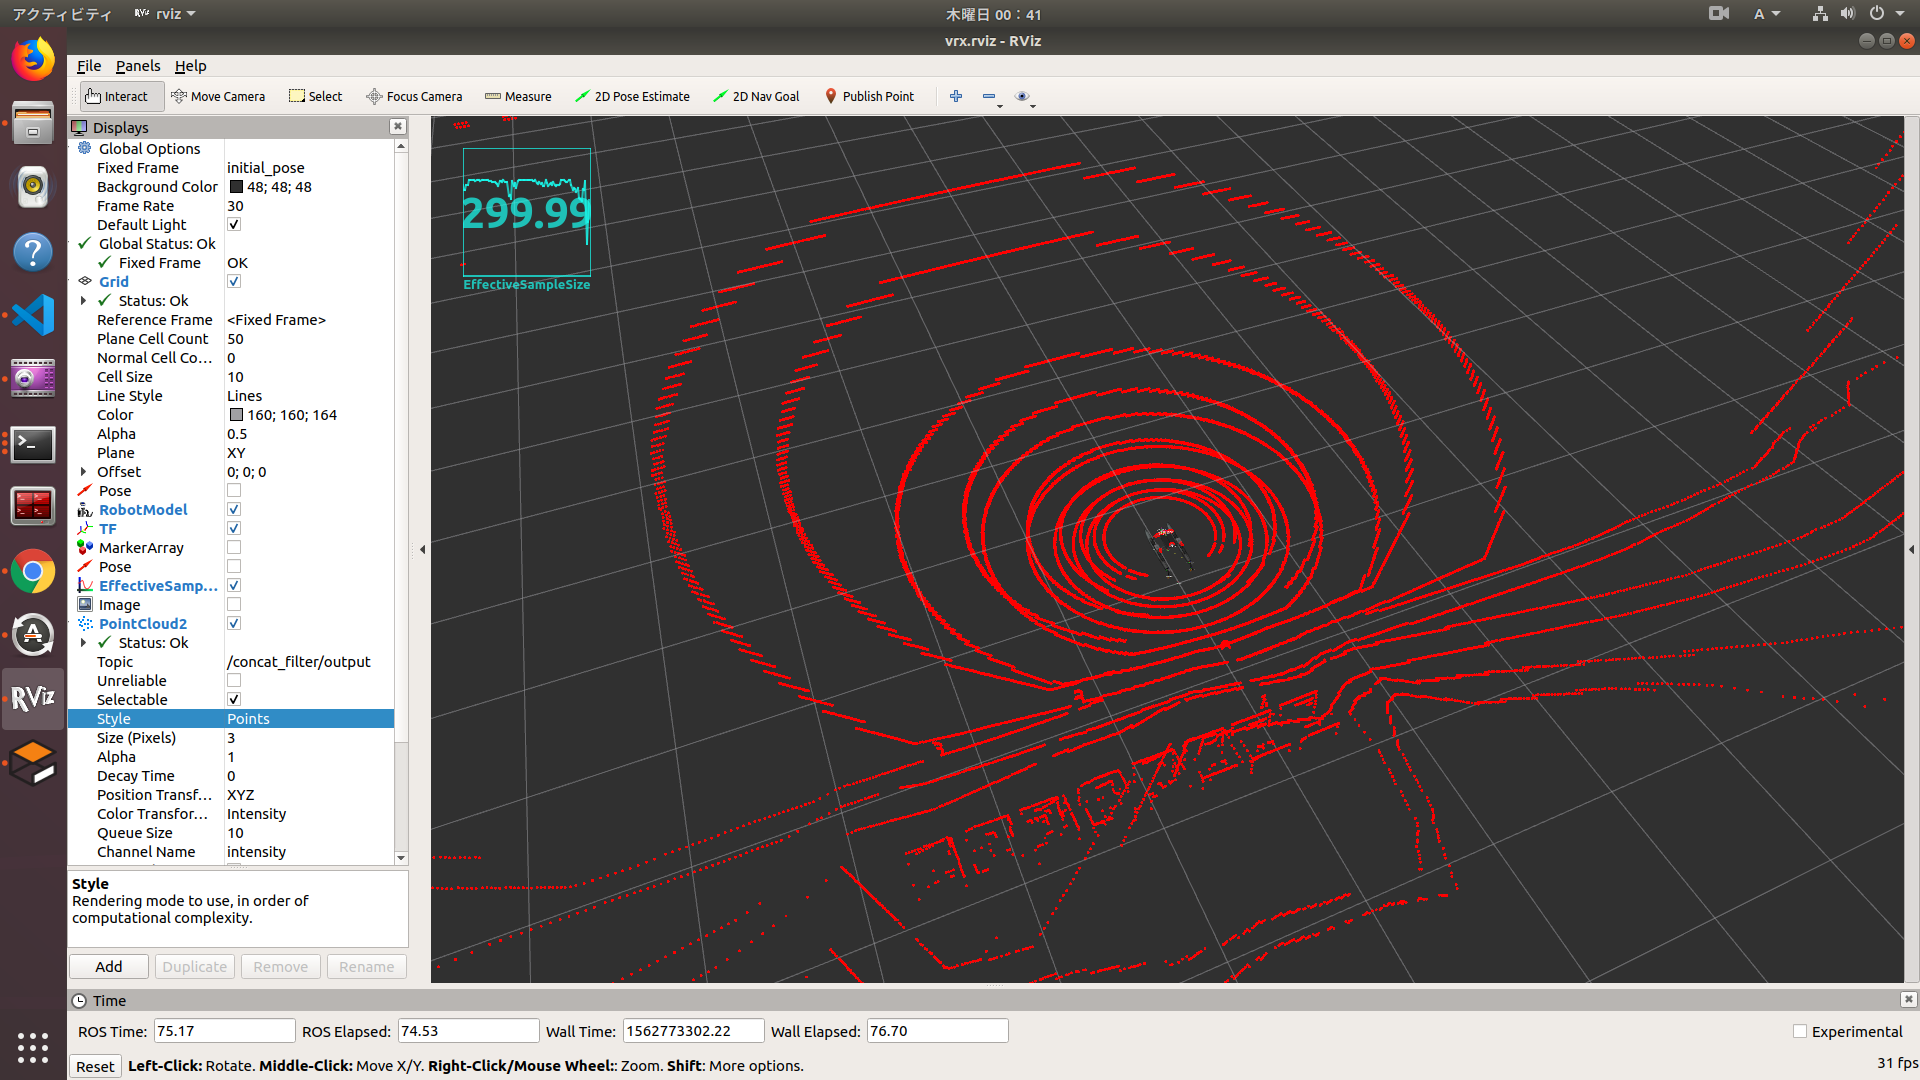 アクティビティ
rviz
木曜日 00：41
A
vrx.rviz - RViz
File Panels Help
Interact Move Camera Select Focus Camera Measure 2D Pose Estimate 2D Nav Goal Publish Point
Displays
Global Options
Fixed Frame initial_pose
Background Color 48; 48; 48
Frame Rate 30
Default Light
Global Status: Ok
Fixed Frame OK
Grid
Status: Ok
Reference Frame <Fixed Frame>
Plane Cell Count 50
Normal Cell Co... 0
Cell Size 10
Line Style Lines
Color 160; 160; 164
Alpha 0.5
Plane XY
Offset 0; 0; 0
Pose
RobotModel
TF
MarkerArray
Pose
EffectiveSamp...
Image
PointCloud2
Status: Ok
Topic /concat_filter/output
Unreliable
Selectable
Style Points
Size (Pixels) 3
Alpha 1
Decay Time 0
Position Transf... XYZ
Color Transfor... Intensity
Queue Size 10
Channel Name intensity
Style
Rendering mode to use, in order of
computational complexity.
Add Duplicate Remove Rename
299.99
EffectiveSampleSize
RViz
Time
ROS Time: 75.17 ROS Elapsed: 74.53 Wall Time: 1562773302.22 Wall Elapsed: 76.70 Experimental
Reset Left-Click: Rotate. Middle-Click: Move X/Y. Right-Click/Mouse Wheel:: Zoom. Shift: More options. 31 fps